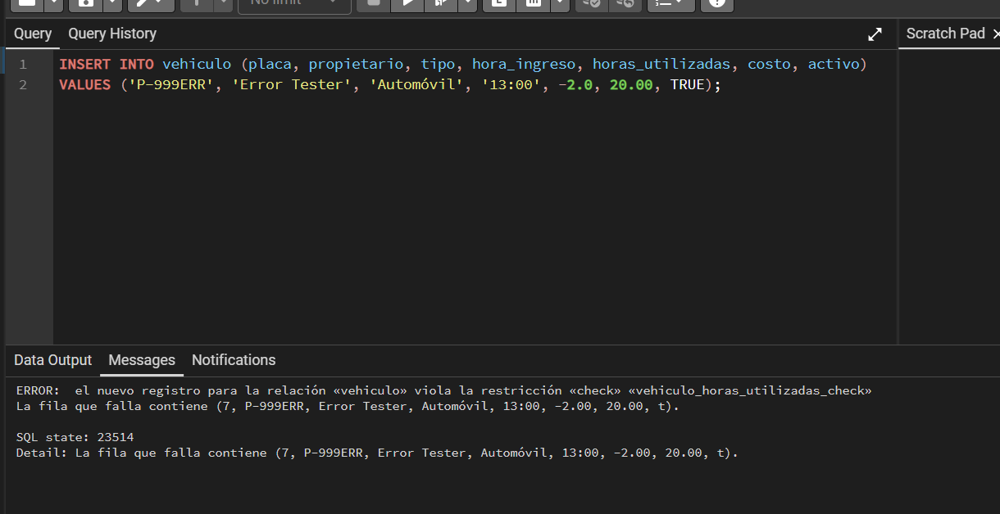 No limit
Query Query History Scratch Pad
1 INSERT INTO vehiculo (placa, propietario, tipo, hora_ingreso, horas_utilizadas, costo, activo)
2 VALUES ('P-999ERR', 'Error Tester', 'Automóvil', '13:00', -2.0, 20.00, TRUE);
Data Output Messages Notifications
ERROR:  el nuevo registro para la relación «vehiculo» viola la restricción «check» «vehiculo_horas_utilizadas_check»
La fila que falla contiene (7, P-999ERR, Error Tester, Automóvil, 13:00, -2.00, 20.00, t).
SQL state: 23514
Detail: La fila que falla contiene (7, P-999ERR, Error Tester, Automóvil, 13:00, -2.00, 20.00, t).